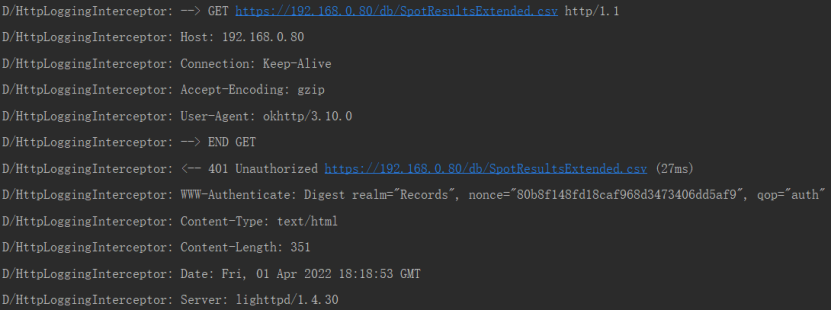 D/HttpLoggingInterceptor: --> GET https://192.168.0.80/db/SpotResultsExtended.csv http/1.1
D/HttpLoggingInterceptor: Host: 192.168.0.80
D/HttpLoggingInterceptor: Connection: Keep-Alive
D/HttpLoggingInterceptor: Accept-Encoding: gzip
D/HttpLoggingInterceptor: User-Agent: okhttp/3.10.0
D/HttpLoggingInterceptor: --> END GET
D/HttpLoggingInterceptor: <-- 401 Unauthorized https://192.168.0.80/db/SpotResultsExtended.csv (27ms)
D/HttpLoggingInterceptor: WWW-Authenticate: Digest realm="Records", nonce="80b8f148fd18caf968d3473406dd5af9", qop="auth"
D/HttpLoggingInterceptor: Content-Type: text/html
D/HttpLoggingInterceptor: Content-Length: 351
D/HttpLoggingInterceptor: Date: Fri, 01 Apr 2022 18:18:53 GMT
D/HttpLoggingInterceptor: Server: lighttpd/1.4.30